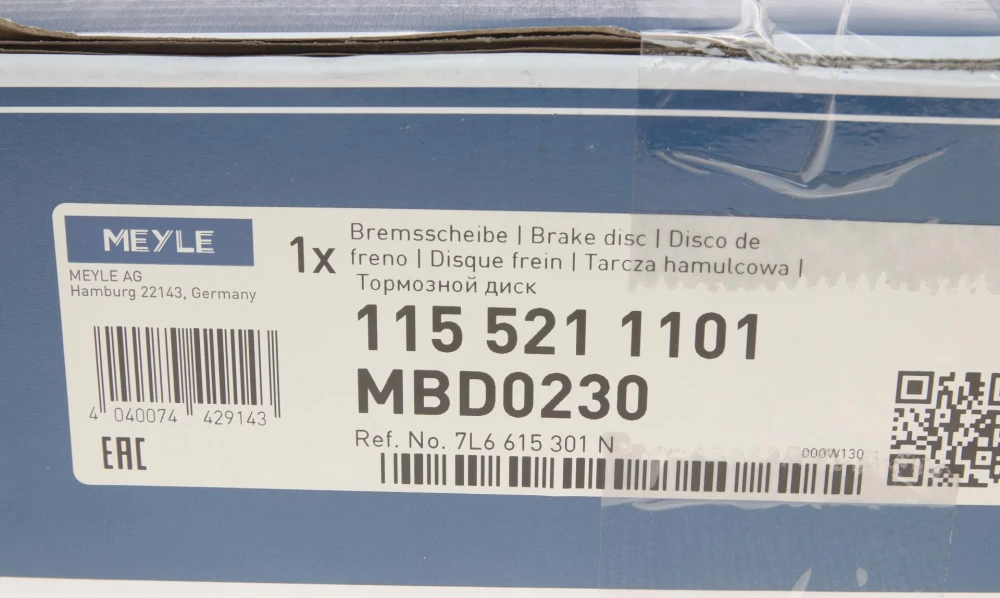 MEYLE
MEYLE AG
Hamburg 22143, Germany
1x
Bremsscheibe | Brake disc | Disco de
freno | Disque frein | Tarcza hamulcowa |
Тормозной диск
115 521 1101
MBD0230
Ref. No. 7L6 615 301 N
000W130
4 040074 429143
EAC